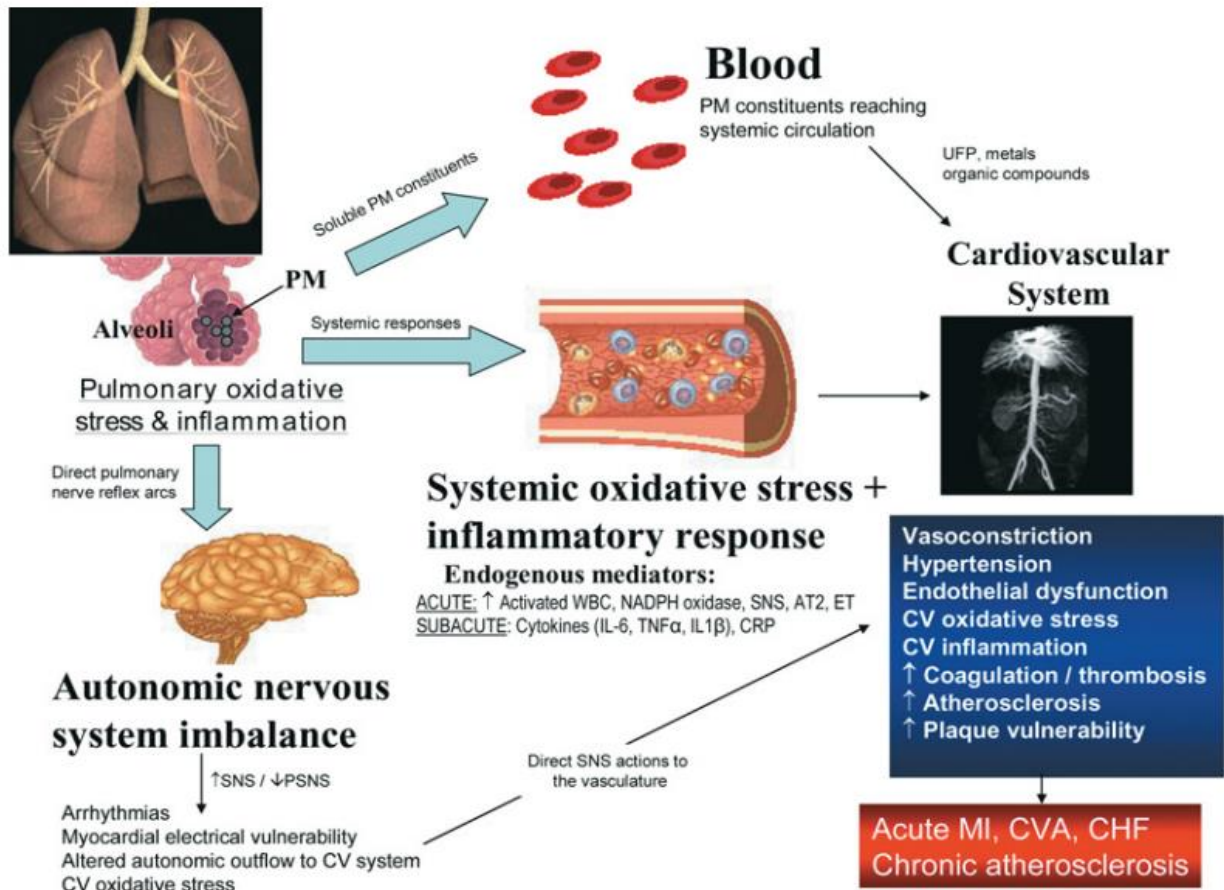 Blood
PM constituents reaching
systemic circulation
UFP, metals
organic compounds
Soluble PM constituents
PM
Alveoli
Systemic responses
Cardiovascular
System
Pulmonary oxidative
stress & inflammation
Direct pulmonary
nerve reflex arcs
Systemic oxidative stress +
inflammatory response
Endogenous mediators:
ACUTE: ↑ Activated WBC, NADPH oxidase, SNS, AT2, ET
SUBACUTE: Cytokines (IL-6, TNFα, IL1β), CRP
Vasoconstriction
Hypertension
Endothelial dysfunction
CV oxidative stress
CV inflammation
↑ Coagulation / thrombosis
↑ Atherosclerosis
↑ Plaque vulnerability
Autonomic nervous
system imbalance
↑SNS / ↓PSNS
Direct SNS actions to
the vasculature
Arrhythmias
Myocardial electrical vulnerability
Altered autonomic outflow to CV system
CV oxidative stress
Acute MI, CVA, CHF
Chronic atherosclerosis